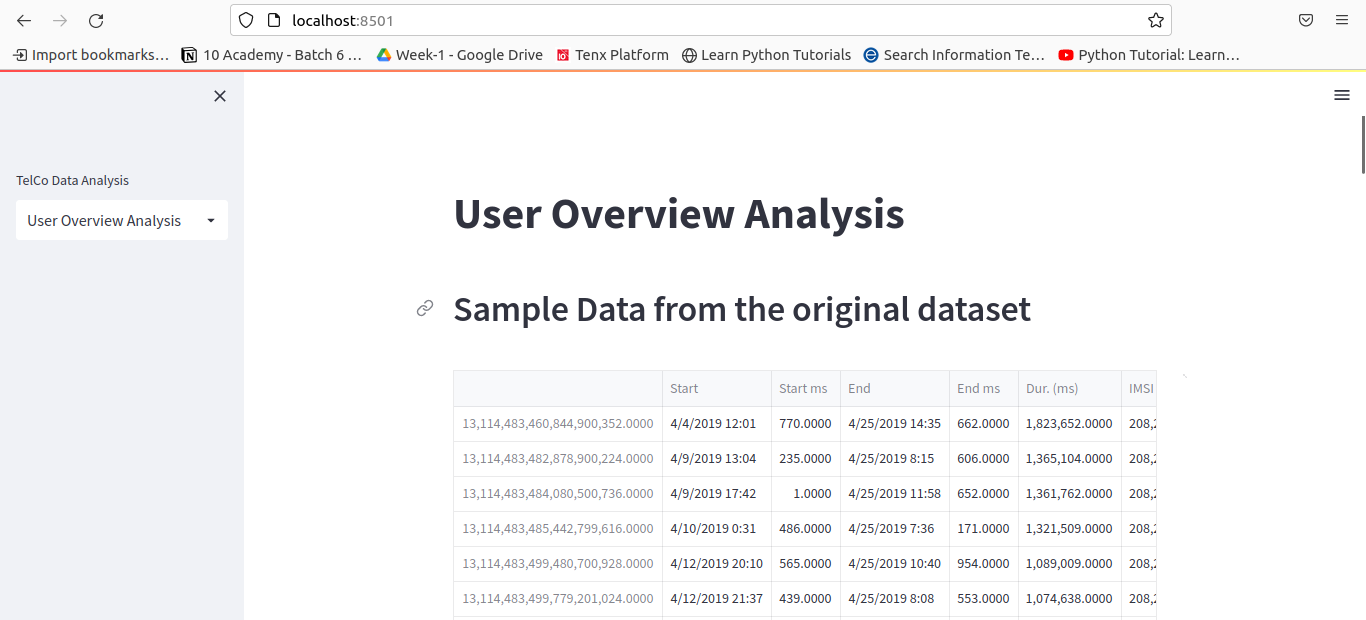 localhost:8501
Import bookmarks... 10 Academy - Batch 6 ... Week-1 - Google Drive Tenx Platform Learn Python Tutorials Search Information Te... Python Tutorial: Learn...
TelCo Data Analysis
User Overview Analysis
User Overview Analysis
Sample Data from the original dataset
Start Start ms End End ms Dur. (ms) IMSI
13,114,483,460,844,900,352.0000 4/4/2019 12:01 770.0000 4/25/2019 14:35 662.0000 1,823,652.0000 208,
13,114,483,482,878,900,224.0000 4/9/2019 13:04 235.0000 4/25/2019 8:15 606.0000 1,365,104.0000 208,
13,114,483,484,080,500,736.0000 4/9/2019 17:42 1.0000 4/25/2019 11:58 652.0000 1,361,762.0000 208,
13,114,483,485,442,799,616.0000 4/10/2019 0:31 486.0000 4/25/2019 7:36 171.0000 1,321,509.0000 208,
13,114,483,499,480,700,928.0000 4/12/2019 20:10 565.0000 4/25/2019 10:40 954.0000 1,089,009.0000 208,
13,114,483,499,779,201,024.0000 4/12/2019 21:37 439.0000 4/25/2019 8:08 553.0000 1,074,638.0000 208,